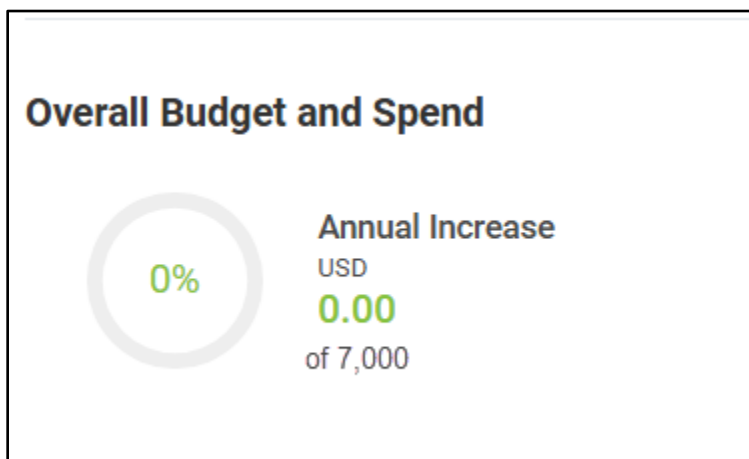 Overall Budget and Spend
0%
Annual Increase
USD
0.00
of 7,000